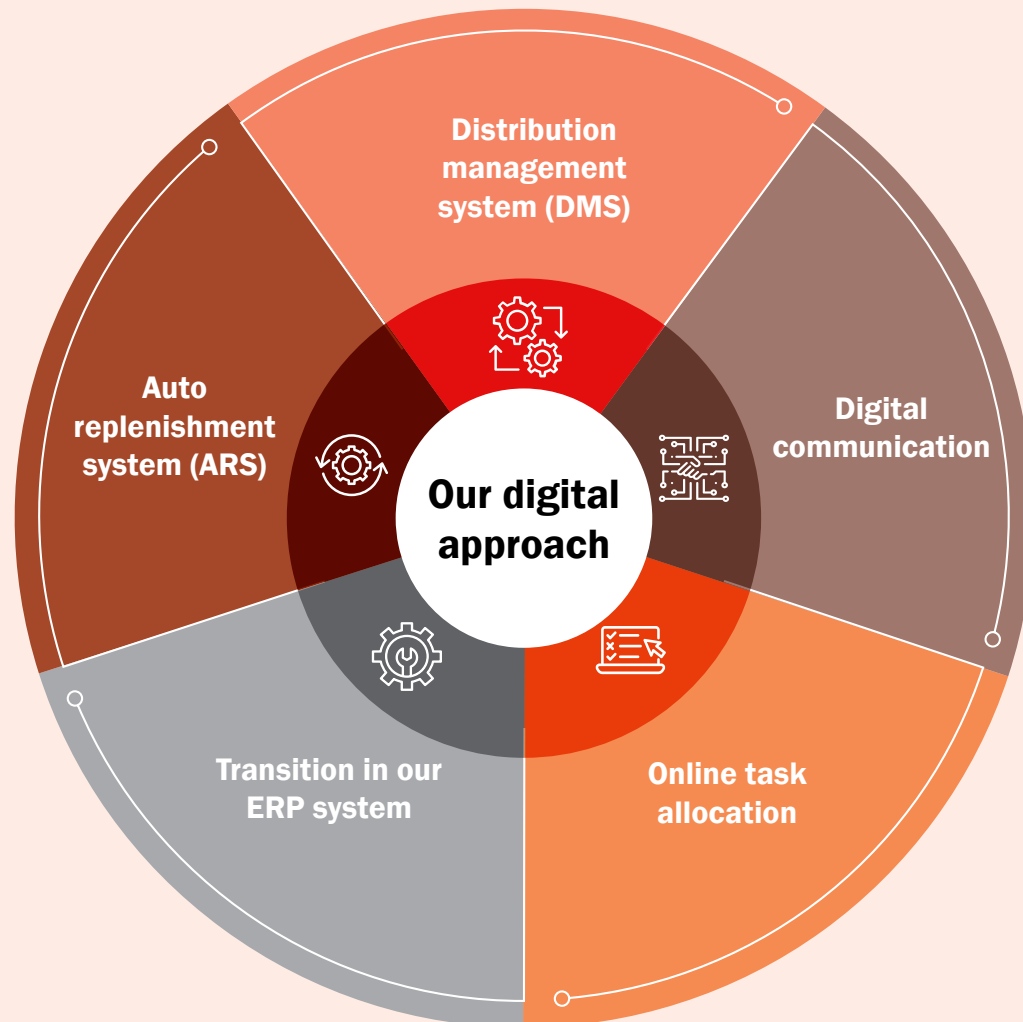 Distribution
management
system (DMS)
Digital
communication
Online task
allocation
Transition in our
ERP system
Auto
replenishment
system (ARS)
Our digital
approach